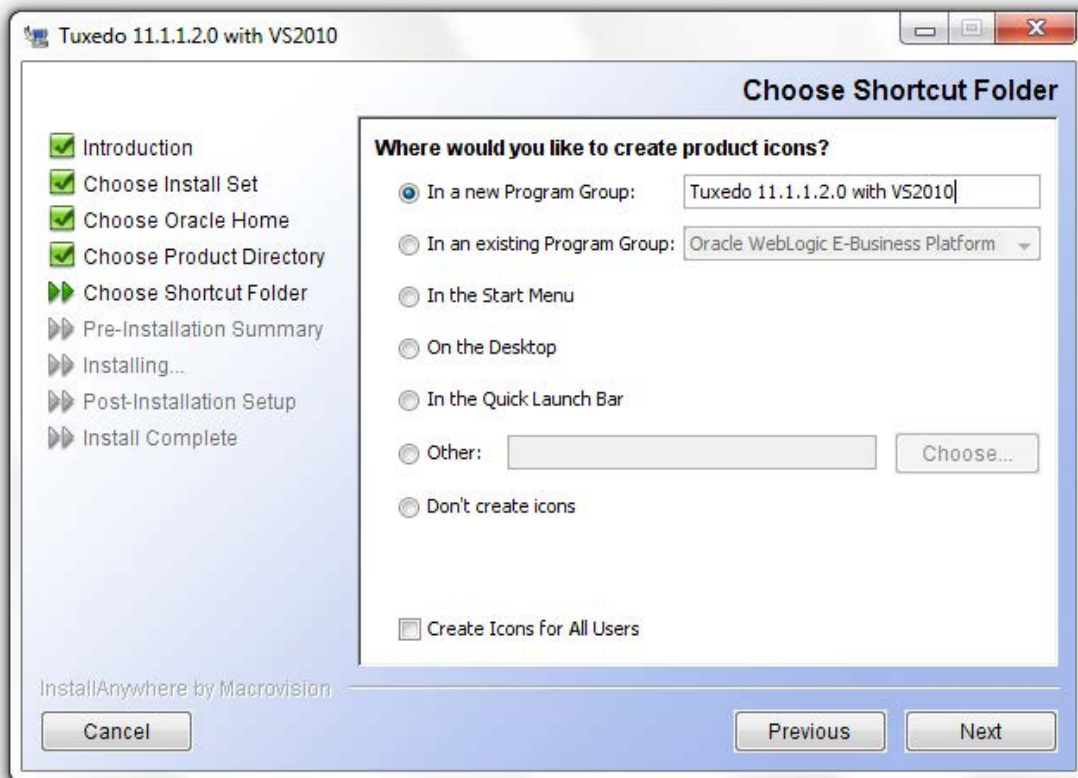 Tuxedo 11.1.1.2.0 with VS2010
Choose Shortcut Folder
Introduction
Choose Install Set
Choose Oracle Home
Choose Product Directory
Choose Shortcut Folder
Pre-Installation Summary
Installing...
Post-Installation Setup
Install Complete
Where would you like to create product icons?
In a new Program Group: Tuxedo 11.1.1.2.0 with VS2010
In an existing Program Group: Oracle WebLogic E-Business Platform
In the Start Menu
On the Desktop
In the Quick Launch Bar
Other: Choose...
Don't create icons
Create Icons for All Users
InstallAnywhere by Macrovision
Cancel Previous Next